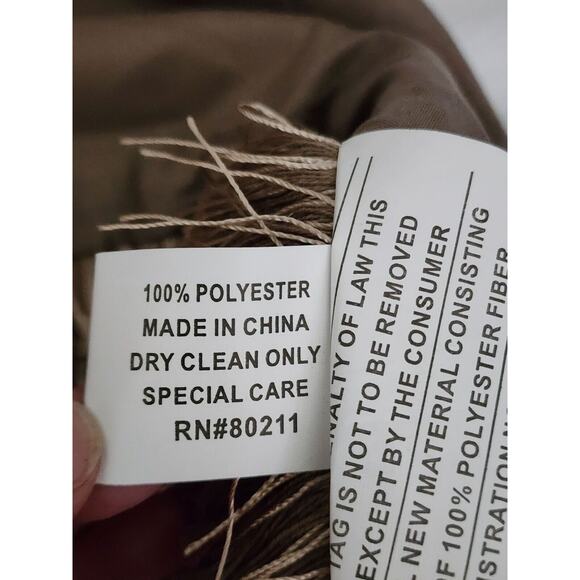 100% POLYESTER
MADE IN CHINA
DRY CLEAN ONLY
SPECIAL CARE
RN#80211
OF LAW THIS
TAG IS NOT TO BE REMOVED
EXCEPT BY THE CONSUMER
NEW MATERIAL CONSISTING
OF 100% POLYESTER FIBER